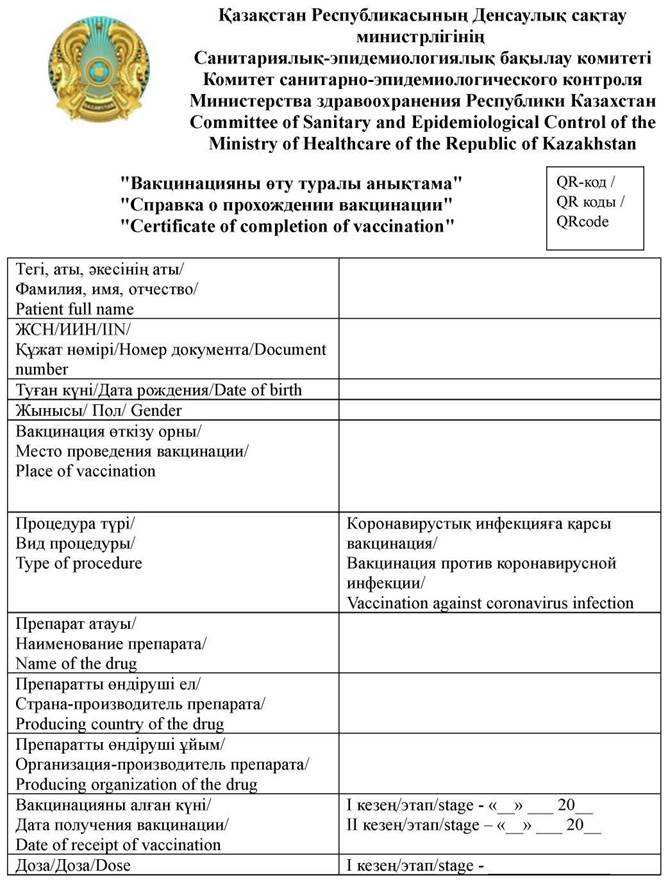 Қазақстан Республикасының Денсаулық сақтау
министрлігінің
Санитариялық-эпидемиологиялық бақылау комитеті
Комитет санитарно-эпидемиологического контроля
Министерства здравоохранения Республики Казахстан
Committee of Sanitary and Epidemiological Control of the
Ministry of Healthcare of the Republic of Kazakhstan
"Вакцинацияны өту туралы анықтама"
"Справка о прохождении вакцинации"
"Certificate of completion of vaccination"
QR-код /
QR коды /
QRcode
Тегі, аты, әкесінің аты/
Фамилия, имя, отчество/
Patient full name
ЖСН/ИИН/IIN/
Құжат нөмірі/Номер документа/Document
number
Туған күні/Дата рождения/Date of birth
Жынысы/ Пол/ Gender
Вакцинация өткізу орны/
Место проведения вакцинации/
Place of vaccination
Процедура түрі/
Вид процедуры/
Type of procedure
Коронавирустық инфекцияға қарсы
вакцинация/
Вакцинация против коронавирусной
инфекции/
Vaccination against coronavirus infection
Препарат атауы/
Наименование препарата/
Name of the drug
Препаратты өндіруші ел/
Страна-производитель препарата/
Producing country of the drug
Препаратты өндіруші ұйым/
Организация-производитель препарата/
Producing organization of the drug
Вакцинацияны алған күні/
Дата получения вакцинации/
Date of receipt of vaccination
I кезең/этап/stage - «__» ___ 20__
II кезең/этап/stage – «__» ___ 20__
Доза/Доза/Dose
I кезең/этап/stage - _______________